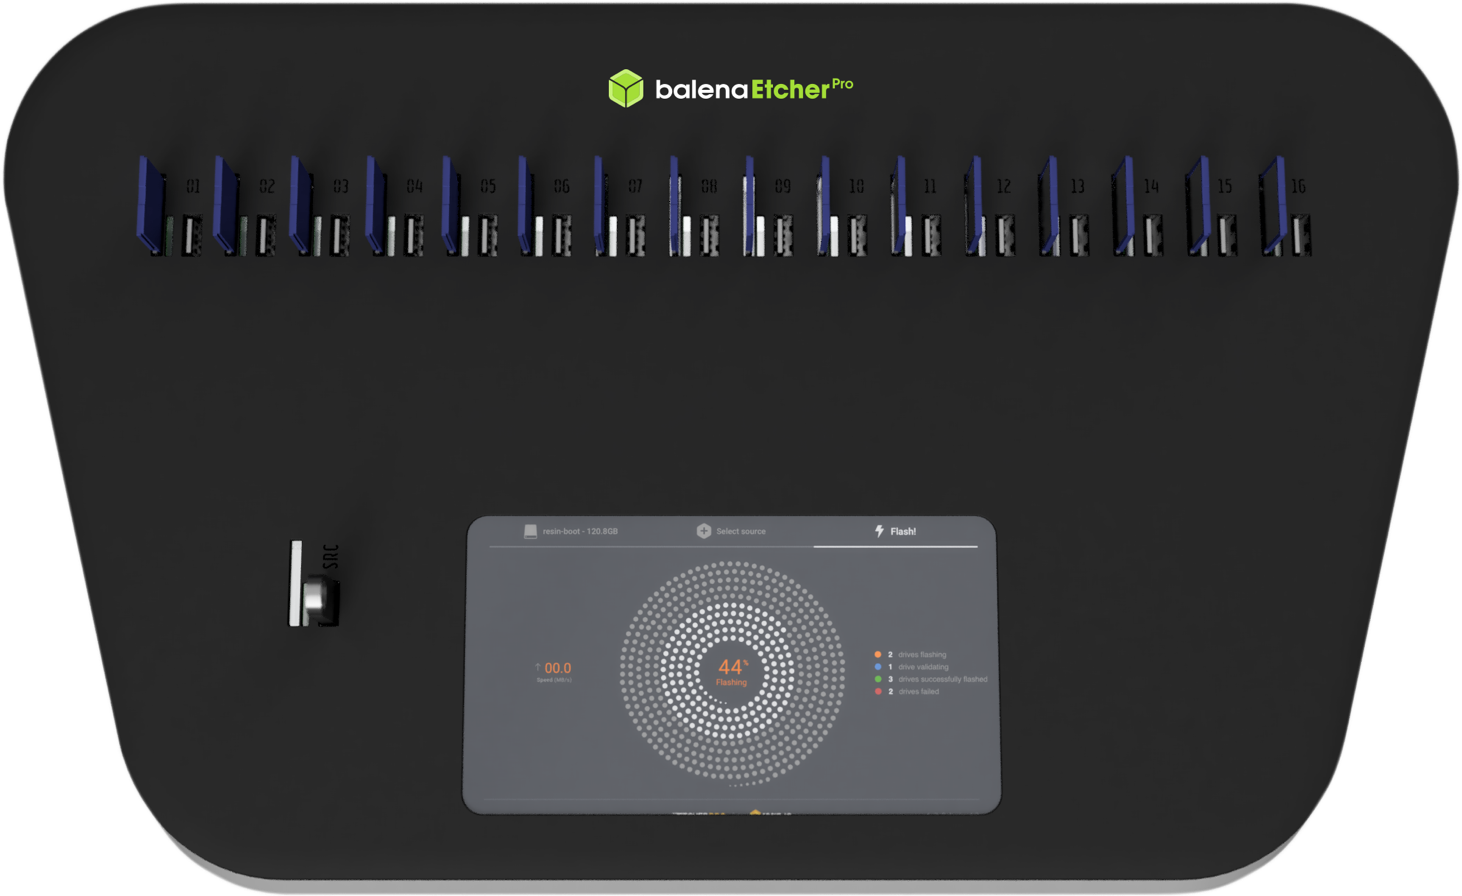 balenaEtcher Pro
01 02 03 04 05 06 07 08 09 10 11 12 13 14 15 16
SRC
resin-boot - 120.8GB
Select source
Flash!
↑ 00.0
Speed (MB/s)
44%
Flashing
2 drives flashing
1 drive validating
3 drives successfully flashed
2 drives failed